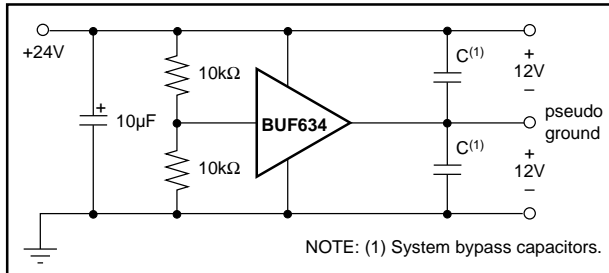 +24V
10µF
+
10kΩ
10kΩ
BUF634
C(1)
C(1)
+
12V
–
pseudo
ground
+
12V
–
NOTE: (1) System bypass capacitors.